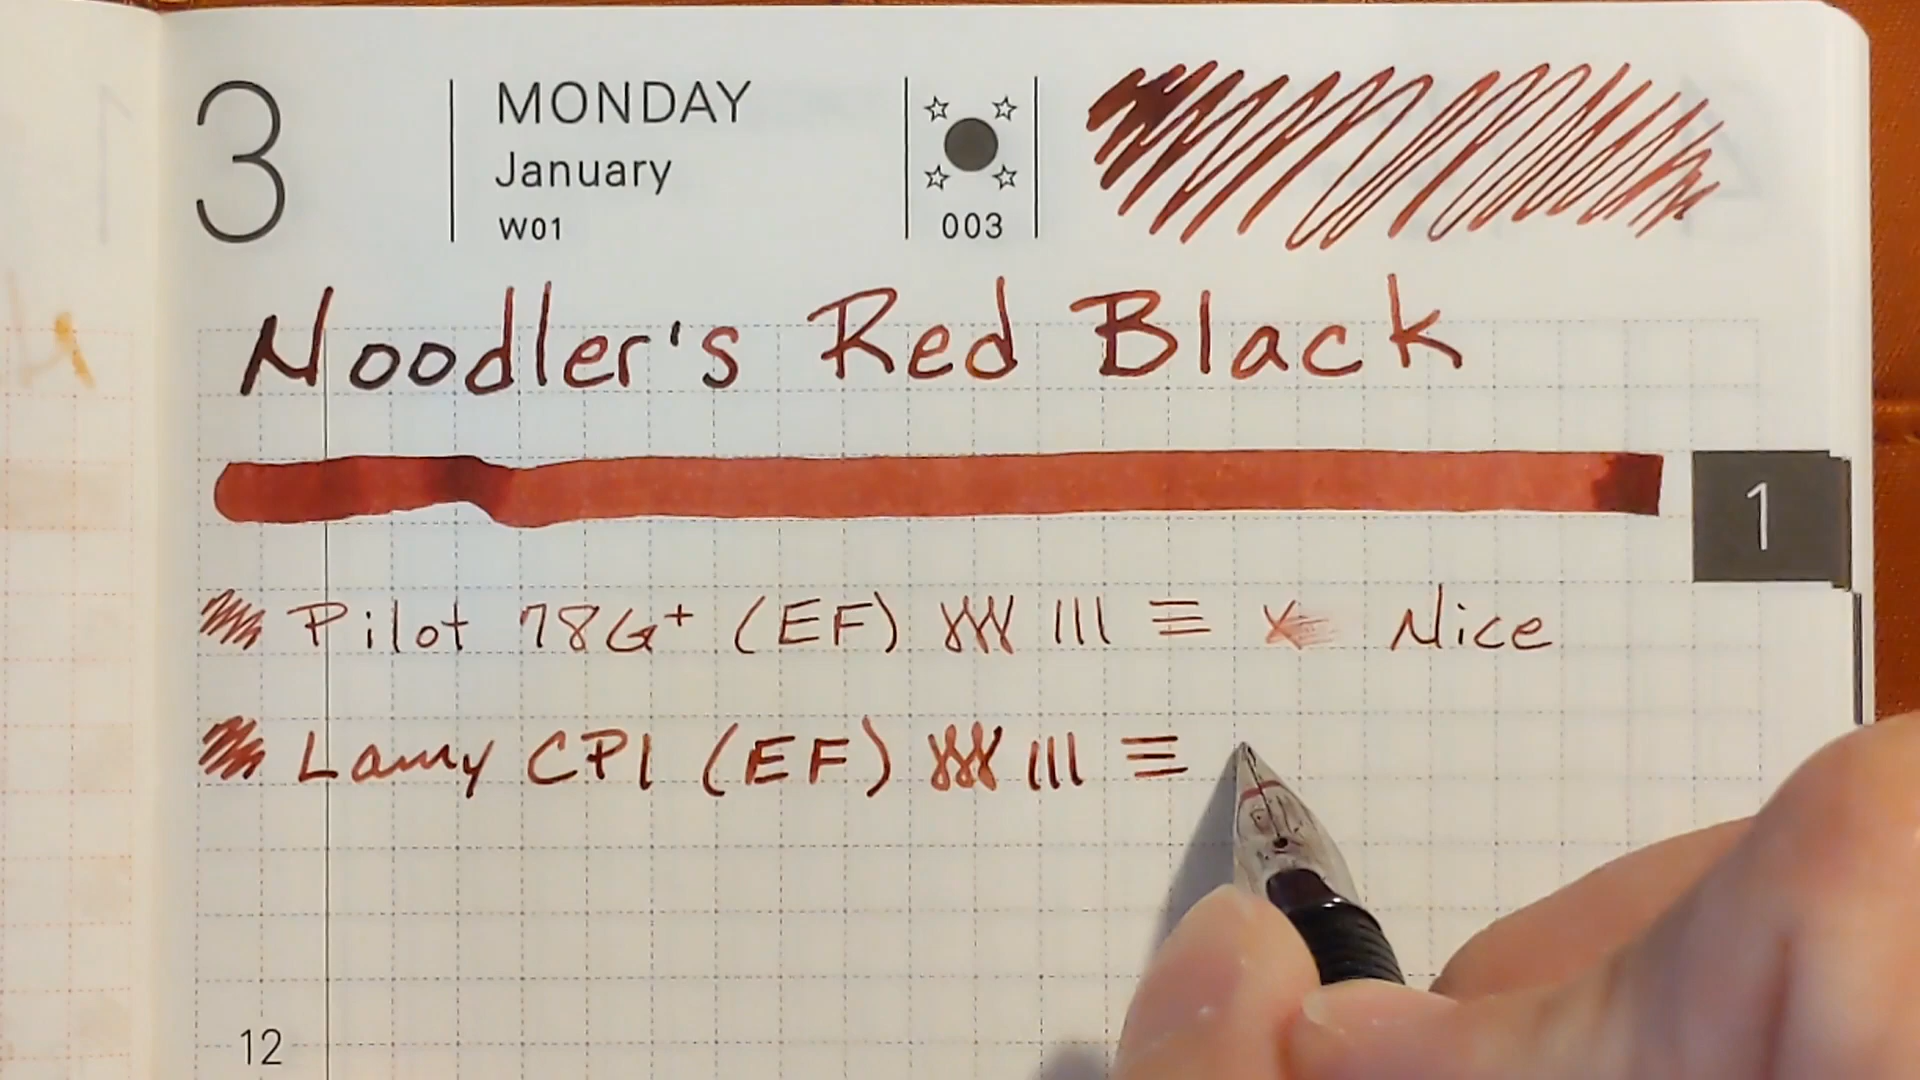 3
MONDAY
January
W01
003
Noodler's Red Black
1
Pilot 78G+ (EF) Nice
Lamy CP1 (EF)
12